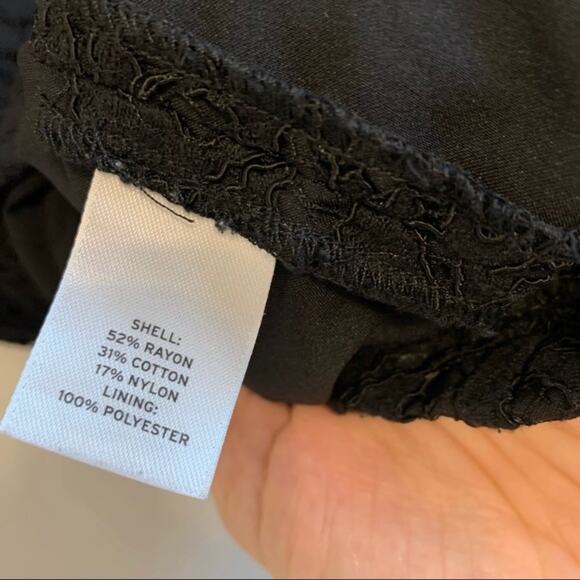 SHELL:
52% RAYON
31% COTTON
17% NYLON
LINING:
100% POLYESTER